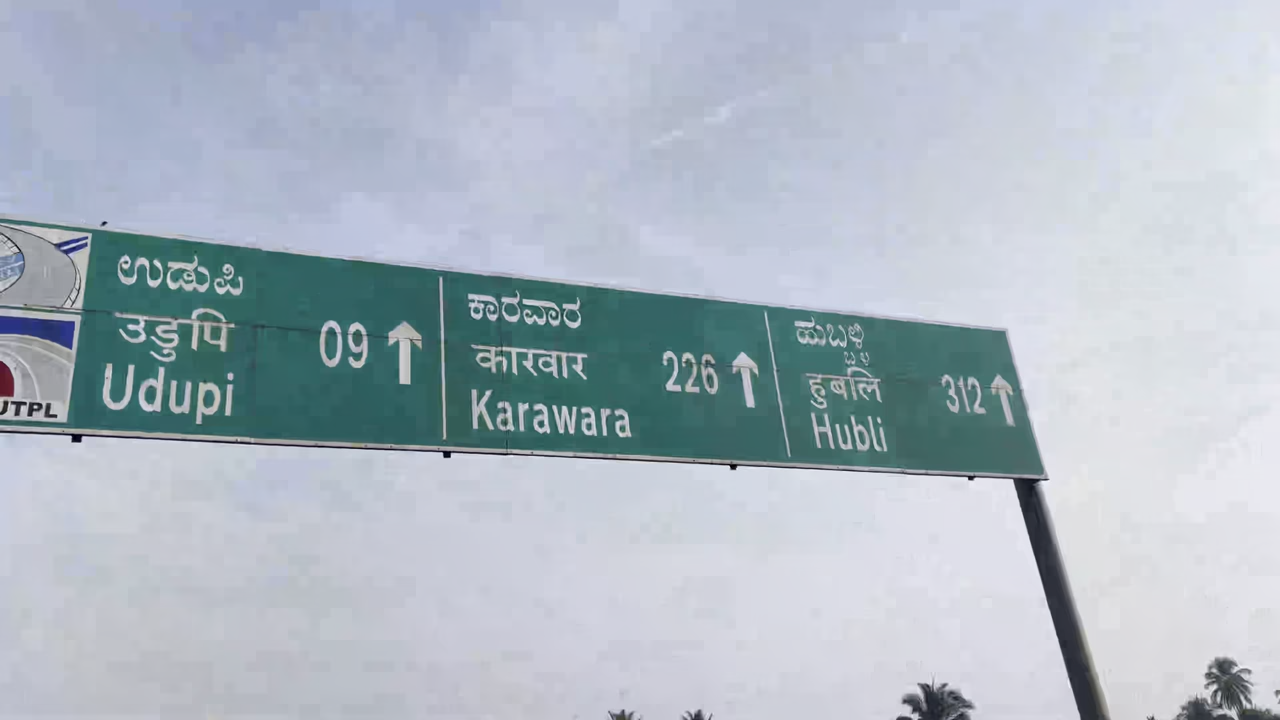 ಉಡುಪಿ
उडुपि
Udupi
09
ಕಾರವಾರ
कारवार
Karawara
226
ಹುಬಳ್ಳಿ
हुबलि
Hubli
312
UTPL